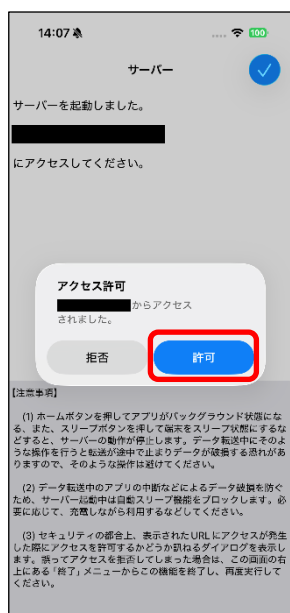 14:07
100
サーバー
サーバーを起動しました。
にアクセスしてください。
アクセス許可
からアクセス
されました。
拒否
許可
【注意事項】
(1) ホームボタンを押してアプリがバックグラウンド状態にな
る、また、スリープボタンを押して端末をスリープ状態にするな
どすると、サーバーの動作が停止します。データ転送中にそのよ
うな操作を行うと転送が途中で止まりデータが破損する恐れがあ
りますので、そのような操作は避けてください。
(2) データ転送中のアプリの中断などによるデータ破損を防ぐ
ため、サーバー起動中は自動スリープ機能をブロックします。必
要に応じて、充電しながら利用するなどしてください。
(3) セキュリティの都合上、表示されたURLにアクセスが発生
した際にアクセスを許可するかどうか訊ねるダイアログを表示し
ます。誤ってアクセスを拒否してしまった場合は、この画面の右
上にある「終了」メニューからこの機能を終了し、再度実行して
ください。